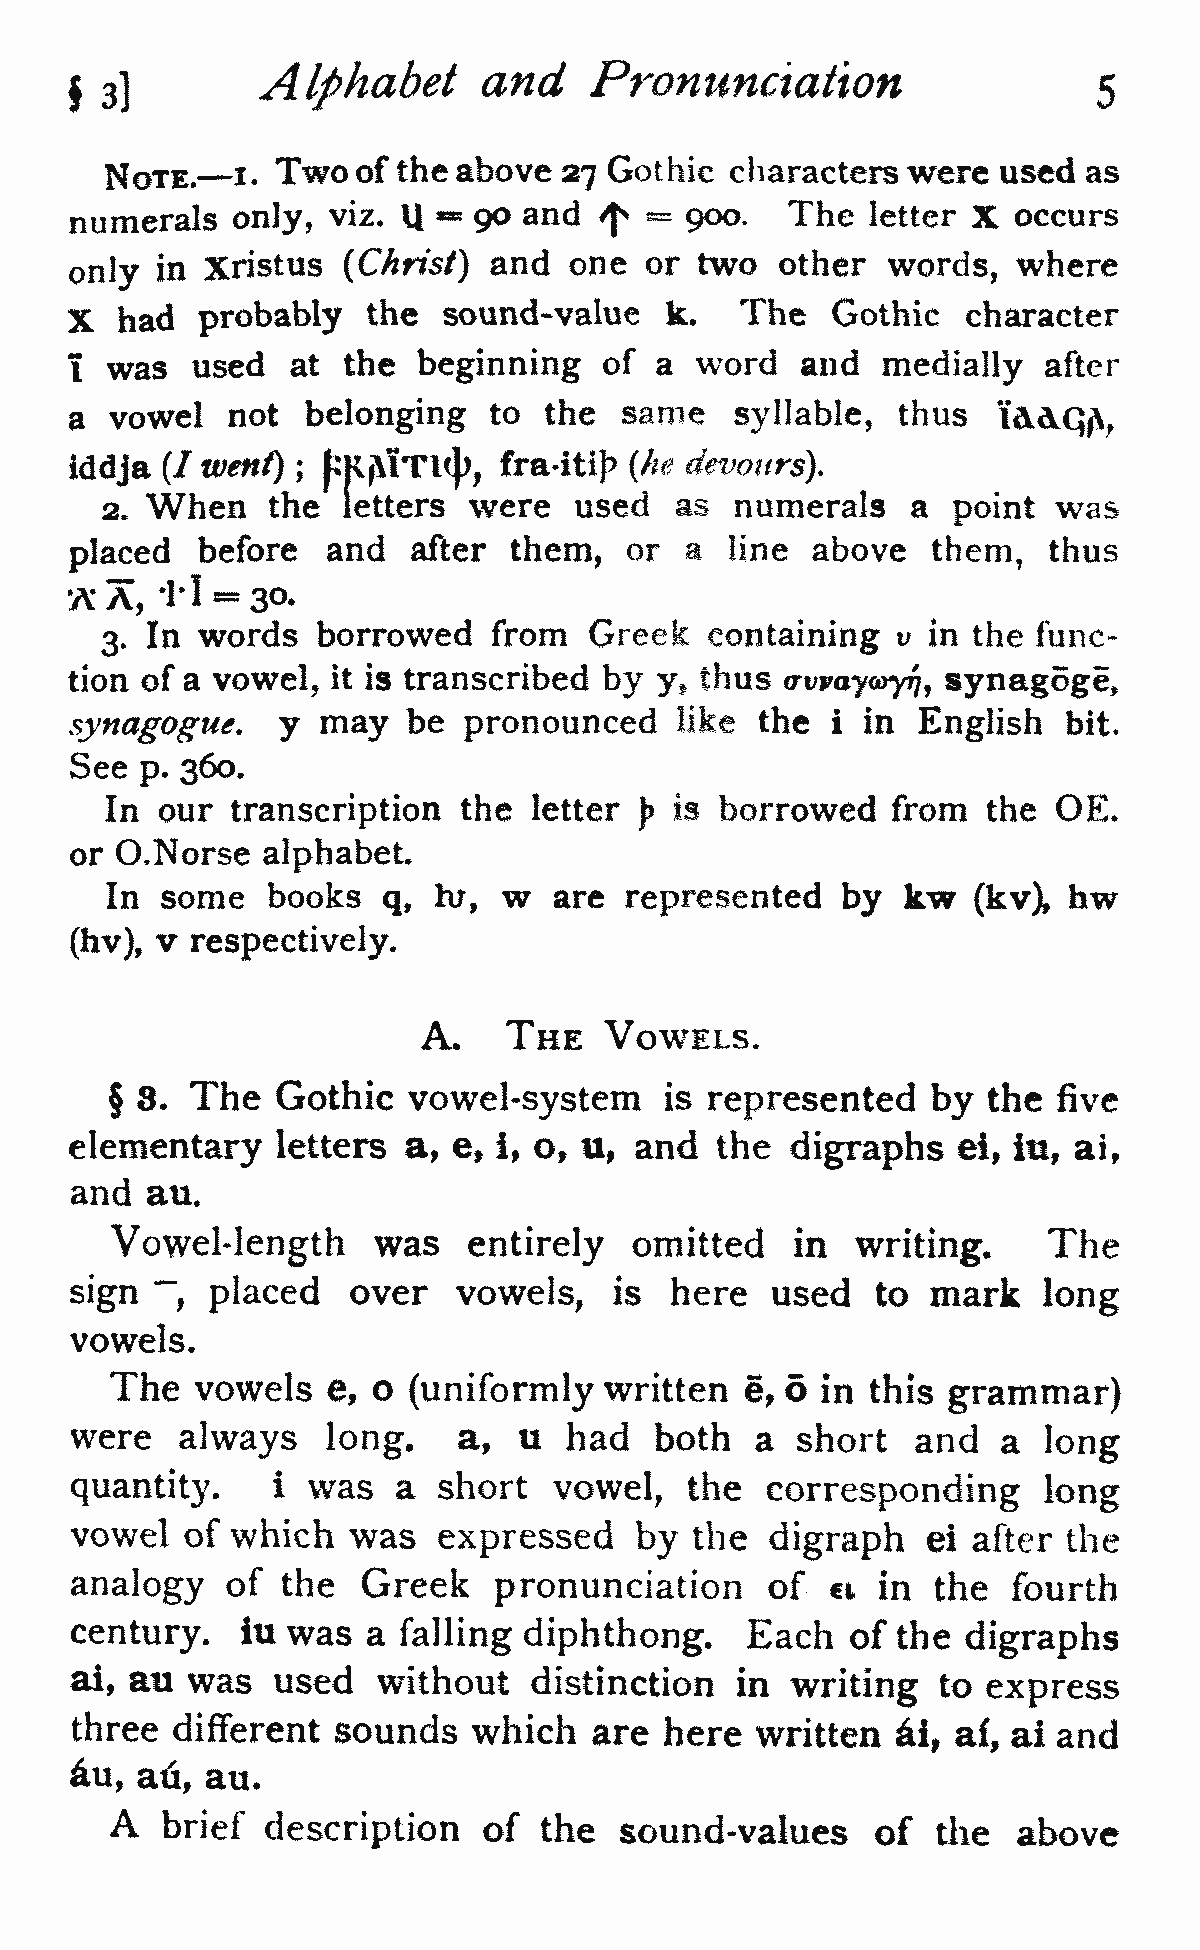 § 3] Alphabet and Pronunciation 5
NOTE.—1. Two of the above 27 Gothic characters were used as
numerals only, viz. 𐍁 = 90 and 𐍊 = 900. The letter X occurs
only in Xristus (Christ) and one or two other words, where
X had probably the sound-value k. The Gothic character
ï was used at the beginning of a word and medially after
a vowel not belonging to the same syllable, thus 𐌹̈𐌳𐌳𐌾𐌰,
iddja (I went) ; 𐍆𐍂𐌰𐌹̈𐍄𐌹𐌸, fra·itiþ (he devours).
2. When the letters were used as numerals a point was
placed before and after them, or a line above them, thus
·𐌻· 𐌻̅, ·𐌹·𐌹̅ = 30.
3. In words borrowed from Greek containing υ in the func-
tion of a vowel, it is transcribed by y, thus συναγωγή, synagōgē,
synagogue. y may be pronounced like the i in English bit.
See p. 360.
In our transcription the letter þ is borrowed from the OE.
or O.Norse alphabet.
In some books q, ƕ, w are represented by kw (kv), hw
(hv), v respectively.
A. THE VOWELS.
§ 3. The Gothic vowel-system is represented by the five
elementary letters a, e, i, o, u, and the digraphs ei, iu, ai,
and au.
Vowel-length was entirely omitted in writing. The
sign ¯, placed over vowels, is here used to mark long
vowels.
The vowels e, o (uniformly written ē, ō in this grammar)
were always long. a, u had both a short and a long
quantity. i was a short vowel, the corresponding long
vowel of which was expressed by the digraph ei after the
analogy of the Greek pronunciation of ει in the fourth
century. iu was a falling diphthong. Each of the digraphs
ai, au was used without distinction in writing to express
three different sounds which are here written ái, aí, ai and
áu, aú, au.
A brief description of the sound-values of the above